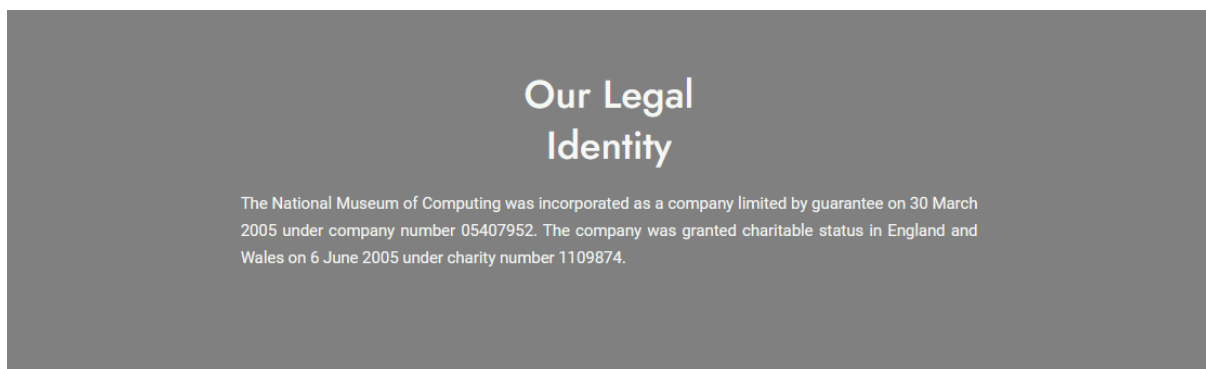 Our Legal
Identity
The National Museum of Computing was incorporated as a company limited by guarantee on 30 March
2005 under company number 05407952. The company was granted charitable status in England and
Wales on 6 June 2005 under charity number 1109874.